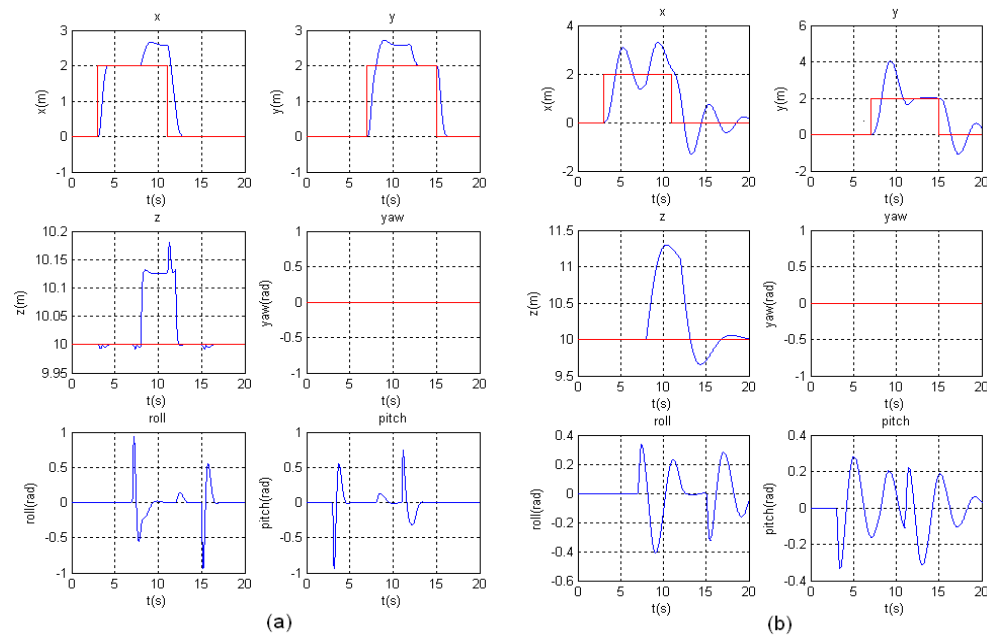 x
x(m)
3
2
1
0
-1
0 5 10 15 20
t(s)
y
y(m)
3
2
1
0
-1
0 5 10 15 20
t(s)
z
z(m)
10.2
10.15
10.1
10.05
10
9.95
0 5 10 15 20
t(s)
yaw
yaw(rad)
1
0.5
0
-0.5
-1
0 5 10 15 20
t(s)
roll
roll(rad)
1
0.5
0
-0.5
-1
0 5 10 15 20
t(s)
pitch
pitch(rad)
1
0.5
0
-0.5
-1
0 5 10 15 20
t(s)
(a)
x
x(m)
4
2
0
-2
0 5 10 15 20
t(s)
y
y(m)
6
4
2
0
-2
0 5 10 15 20
t(s)
z
z(m)
11.5
11
10.5
10
9.5
0 5 10 15 20
t(s)
yaw
yaw(rad)
1
0.5
0
-0.5
-1
0 5 10 15 20
t(s)
roll
roll(rad)
0.4
0.2
0
-0.2
-0.4
-0.6
0 5 10 15 20
t(s)
pitch
pitch(rad)
0.4
0.2
0
-0.2
-0.4
0 5 10 15 20
t(s)
(b)